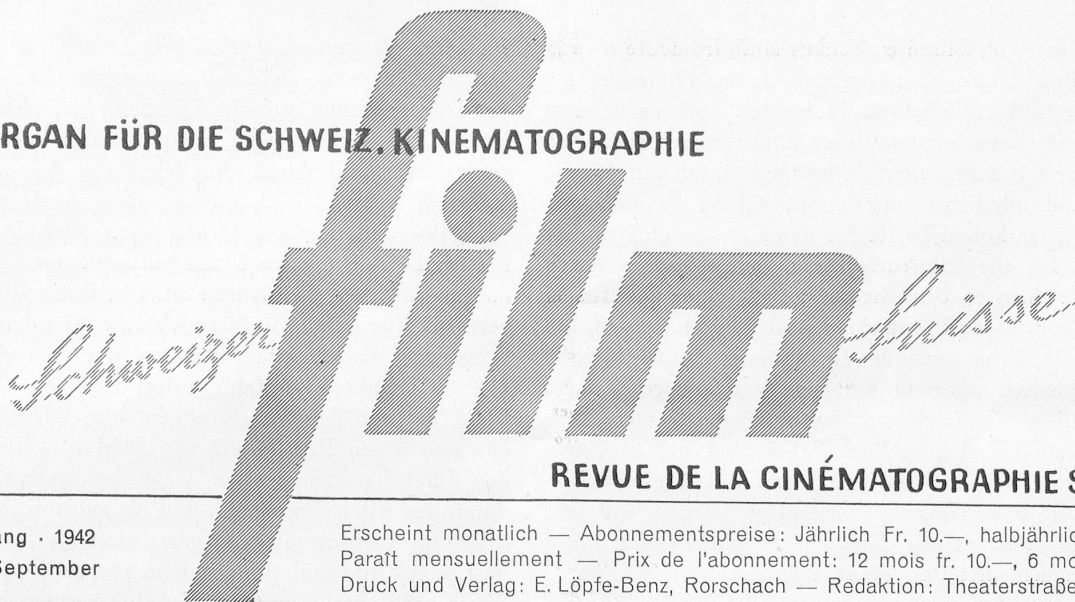 RGAN FÜR DIE SCHWEIZ. KINEMATOGRAPHIE
Schweizer film Suisse
REVUE DE LA CINÉMATOGRAPHIE S
ang · 1942
September
Erscheint monatlich — Abonnementspreise: Jährlich Fr. 10.—, halbjährlic
Paraît mensuellement — Prix de l'abonnement: 12 mois fr. 10.—, 6 mo
Druck und Verlag: E. Löpfe-Benz, Rorschach — Redaktion: Theaterstraße